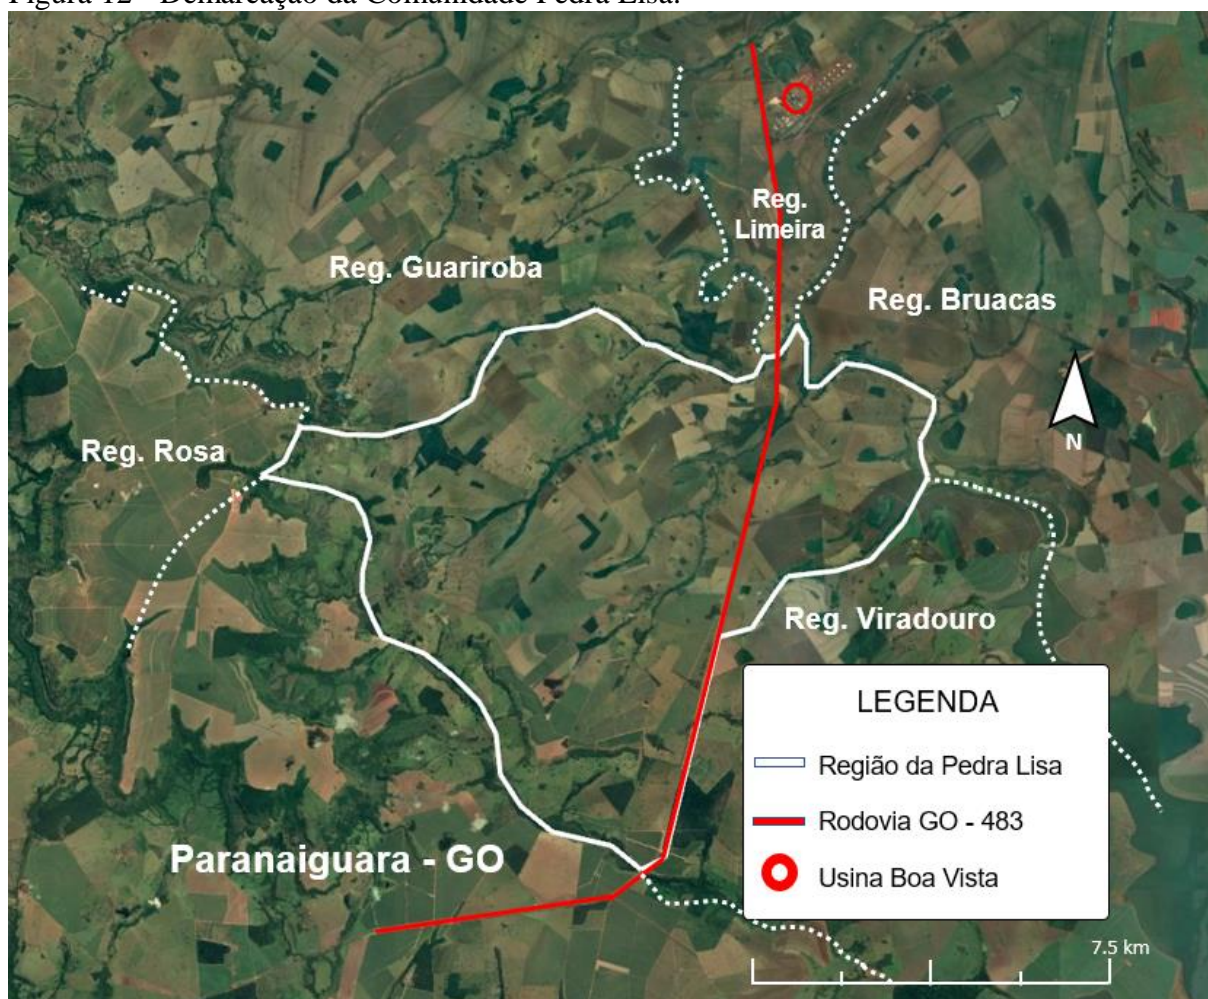 Figura 12 - Demarcação da Comunidade Pedra Lisa.
Reg.
Limeira
Reg. Guariroba
Reg. Bruacas
N
Reg. Rosa
Reg. Viradouro
LEGENDA
Região da Pedra Lisa
Rodovia GO - 483
Usina Boa Vista
Paranaiguara - GO
7.5 km